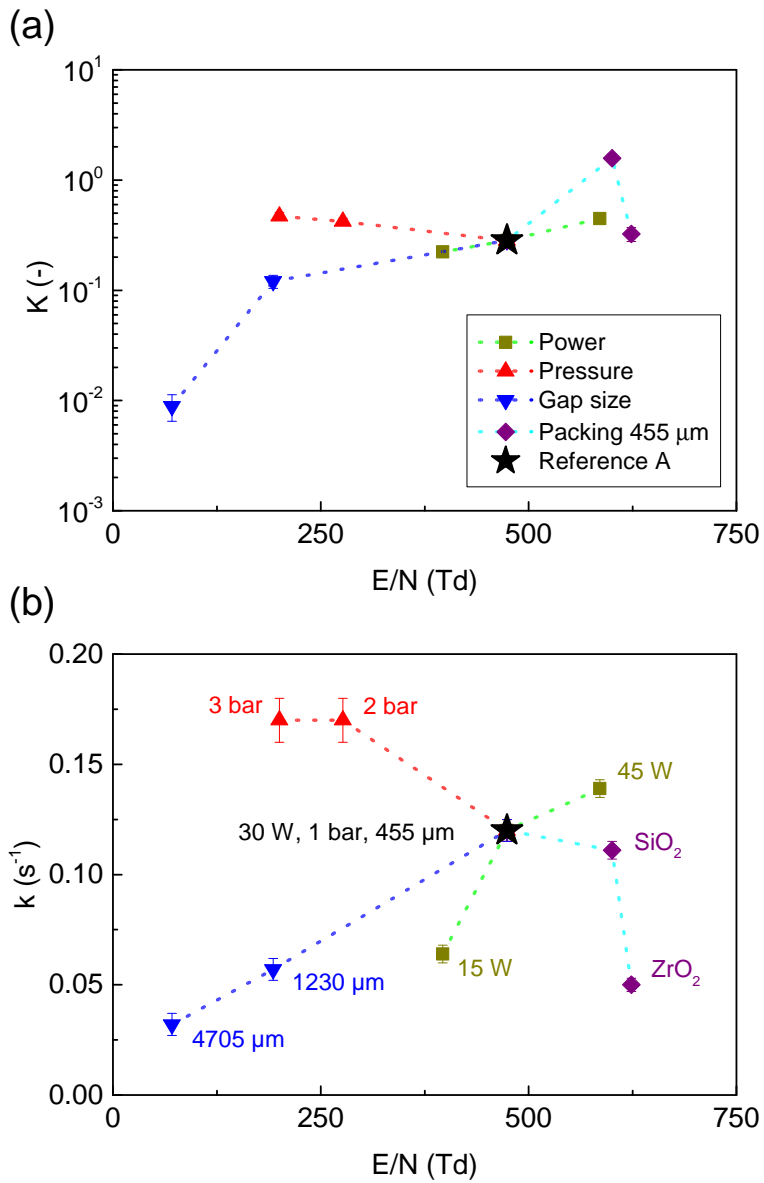 (a)
10¹
10⁰
10⁻¹
10⁻²
10⁻³
K (-)
Power
Pressure
Gap size
Packing 455 µm
Reference A
0
250
500
750
E/N (Td)
(b)
0.20
0.15
0.10
0.05
0.00
k (s⁻¹)
3 bar
2 bar
45 W
30 W, 1 bar, 455 µm
SiO₂
15 W
ZrO₂
1230 µm
4705 µm
0
250
500
750
E/N (Td)